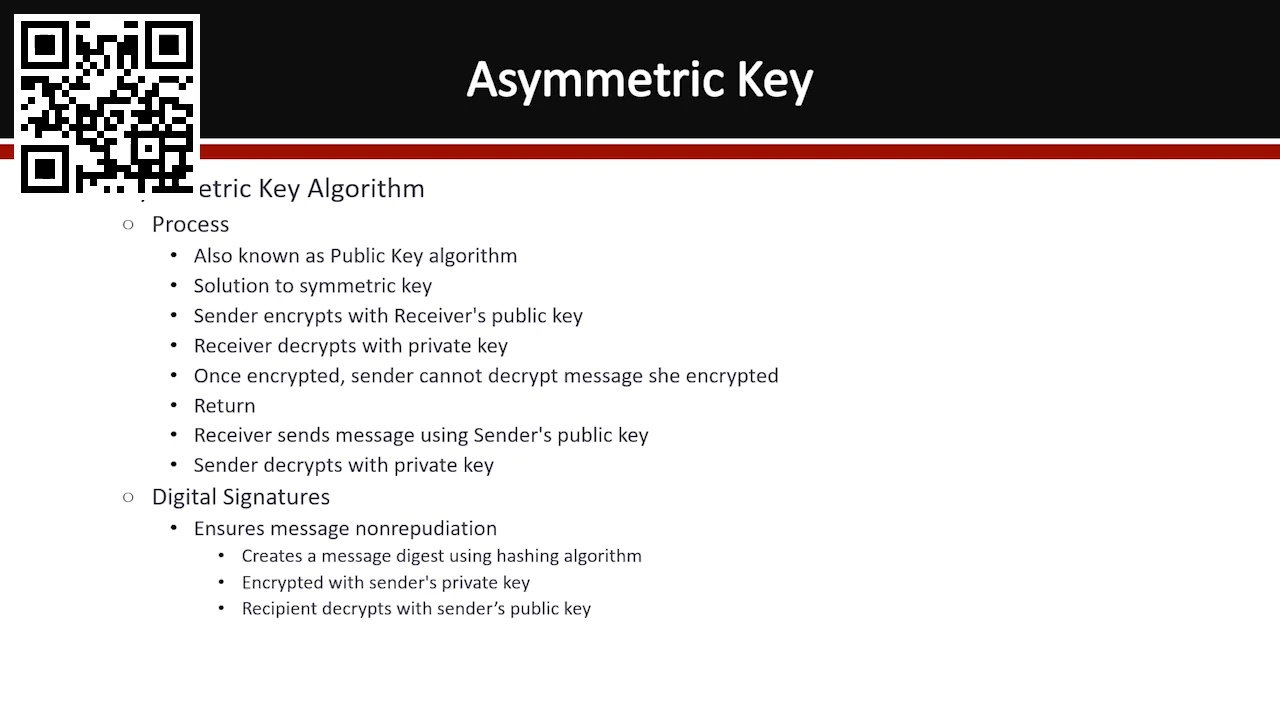 Asymmetric Key
Key Algorithm
○ Process
• Also known as Public Key algorithm
• Solution to symmetric key
• Sender encrypts with Receiver's public key
• Receiver decrypts with private key
• Once encrypted, sender cannot decrypt message she encrypted
• Return
• Receiver sends message using Sender's public key
• Sender decrypts with private key
○ Digital Signatures
• Ensures message nonrepudiation
• Creates a message digest using hashing algorithm
• Encrypted with sender's private key
• Recipient decrypts with sender’s public key